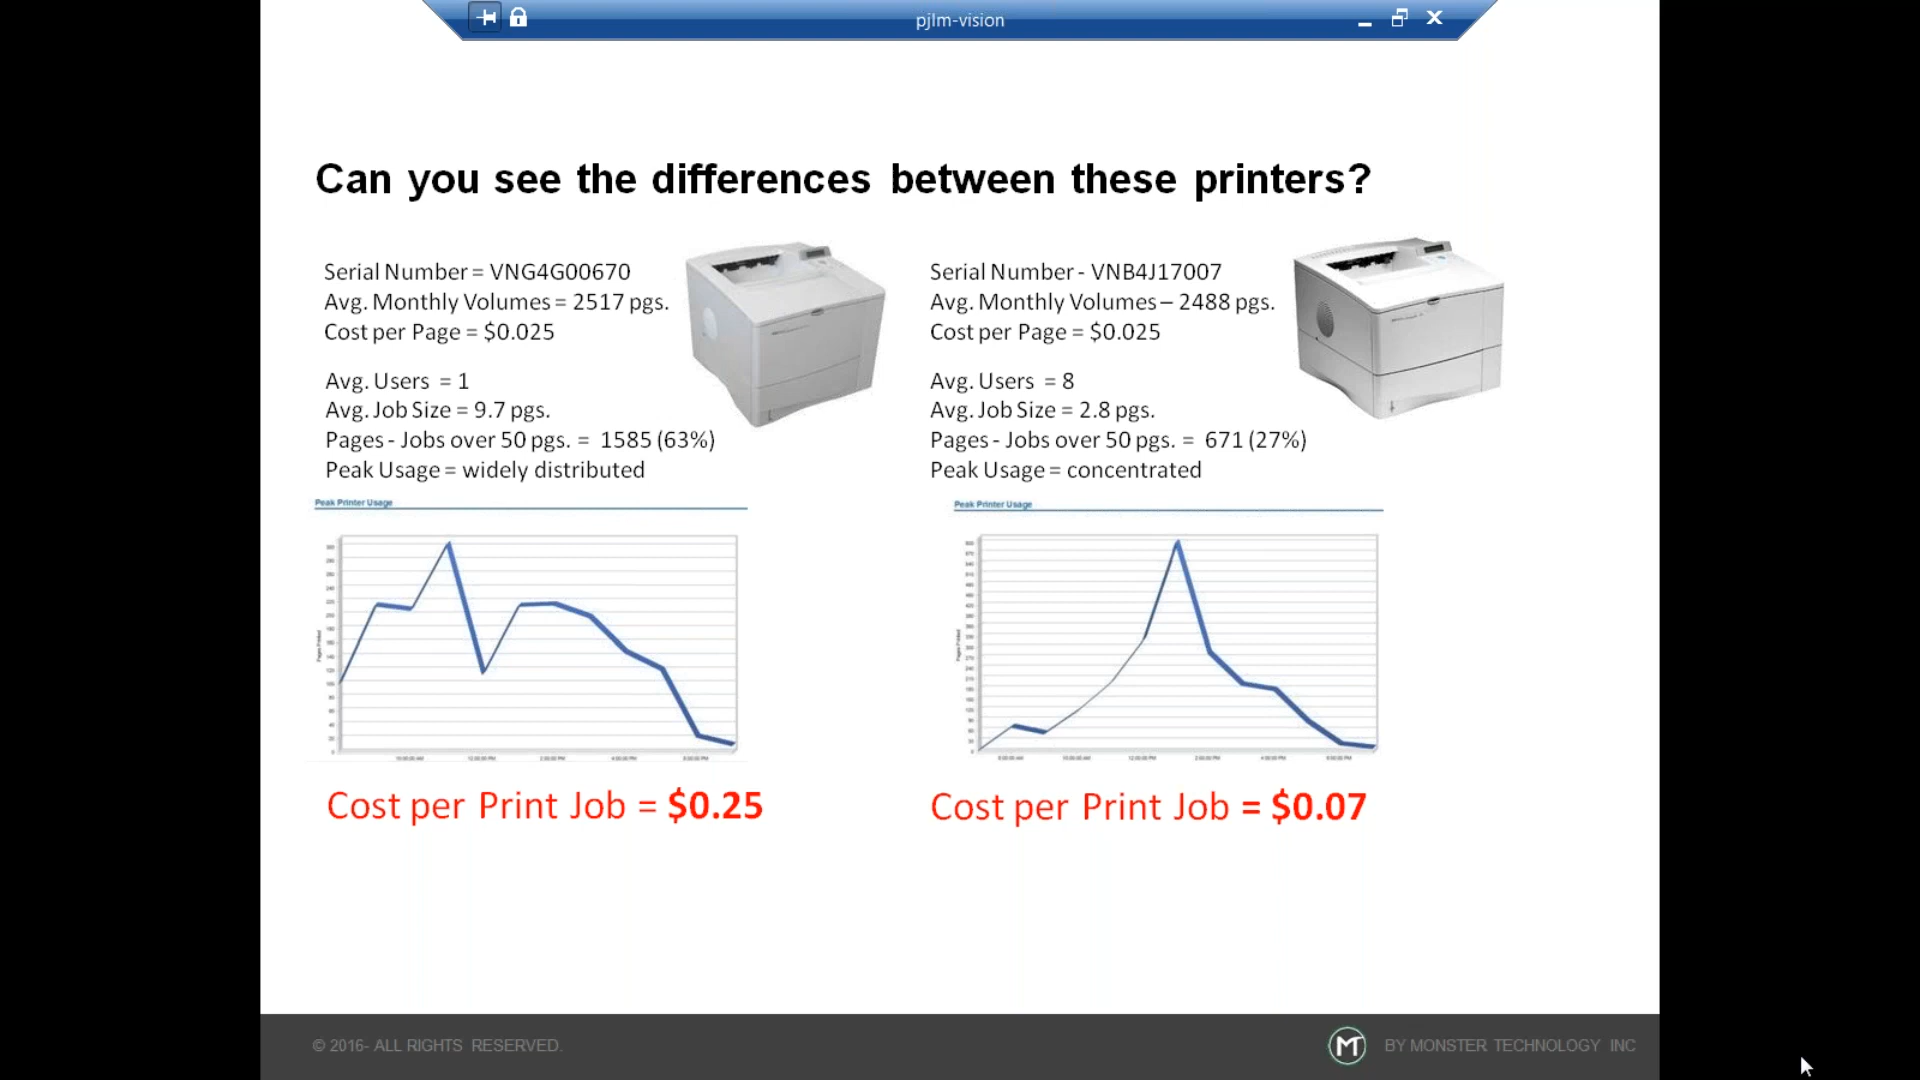 pjlm-vision
Can you see the differences between these printers?
Serial Number = VNG4G00670
Avg. Monthly Volumes = 2517 pgs.
Cost per Page = $0.025
Avg. Users = 1
Avg. Job Size = 9.7 pgs.
Pages - Jobs over 50 pgs. = 1585 (63%)
Peak Usage = widely distributed
Peak Printer Usage
Cost per Print Job = $0.25
Serial Number - VNB4J17007
Avg. Monthly Volumes – 2488 pgs.
Cost per Page = $0.025
Avg. Users = 8
Avg. Job Size = 2.8 pgs.
Pages - Jobs over 50 pgs. = 671 (27%)
Peak Usage = concentrated
Peak Printer Usage
Cost per Print Job = $0.07
© 2016- ALL RIGHTS RESERVED.
BY MONSTER TECHNOLOGY INC